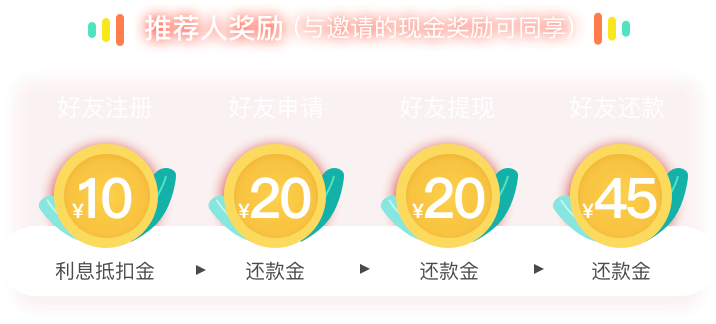 推荐人奖励（与邀请的现金奖励可同享）
好友注册 好友申请 好友提现 好友还款
¥10 ¥20 ¥20 ¥45
利息抵扣金 ▶ 还款金 ▶ 还款金 ▶ 还款金